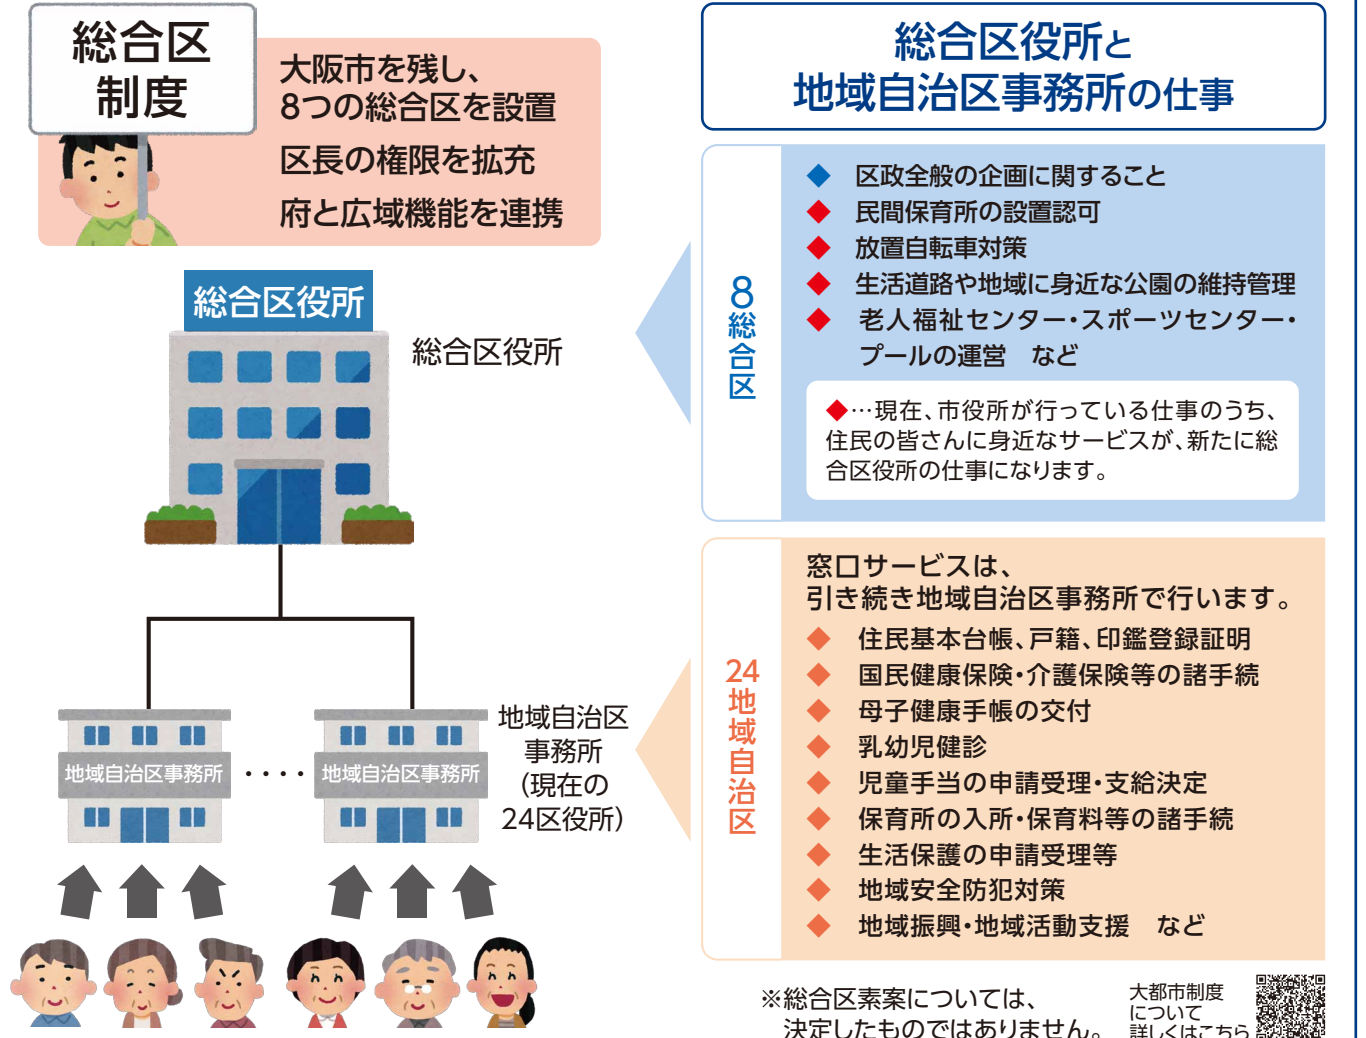 総合区
制度
大阪市を残し、
8つの総合区を設置
区長の権限を拡充
府と広域機能を連携
総合区役所
総合区役所
地域自治区事務所
・・・・
地域自治区事務所
地域自治区
事務所
(現在の
24区役所)
総合区役所と
地域自治区事務所の仕事
8総合区
◆ 区政全般の企画に関すること
◆ 民間保育所の設置認可
◆ 放置自転車対策
◆ 生活道路や地域に身近な公園の維持管理
◆ 老人福祉センター・スポーツセンター・
プールの運営 など
◆…現在、市役所が行っている仕事のうち、
住民の皆さんに身近なサービスが、新たに総
合区役所の仕事になります。
24地域自治区
窓口サービスは、
引き続き地域自治区事務所で行います。
◆ 住民基本台帳、戸籍、印鑑登録証明
◆ 国民健康保険・介護保険等の諸手続
◆ 母子健康手帳の交付
◆ 乳幼児健診
◆ 児童手当の申請受理・支給決定
◆ 保育所の入所・保育料等の諸手続
◆ 生活保護の申請受理等
◆ 地域安全防犯対策
◆ 地域振興・地域活動支援 など
※総合区素案については、
決定したものではありません。
大都市制度
について
詳しくはこちら